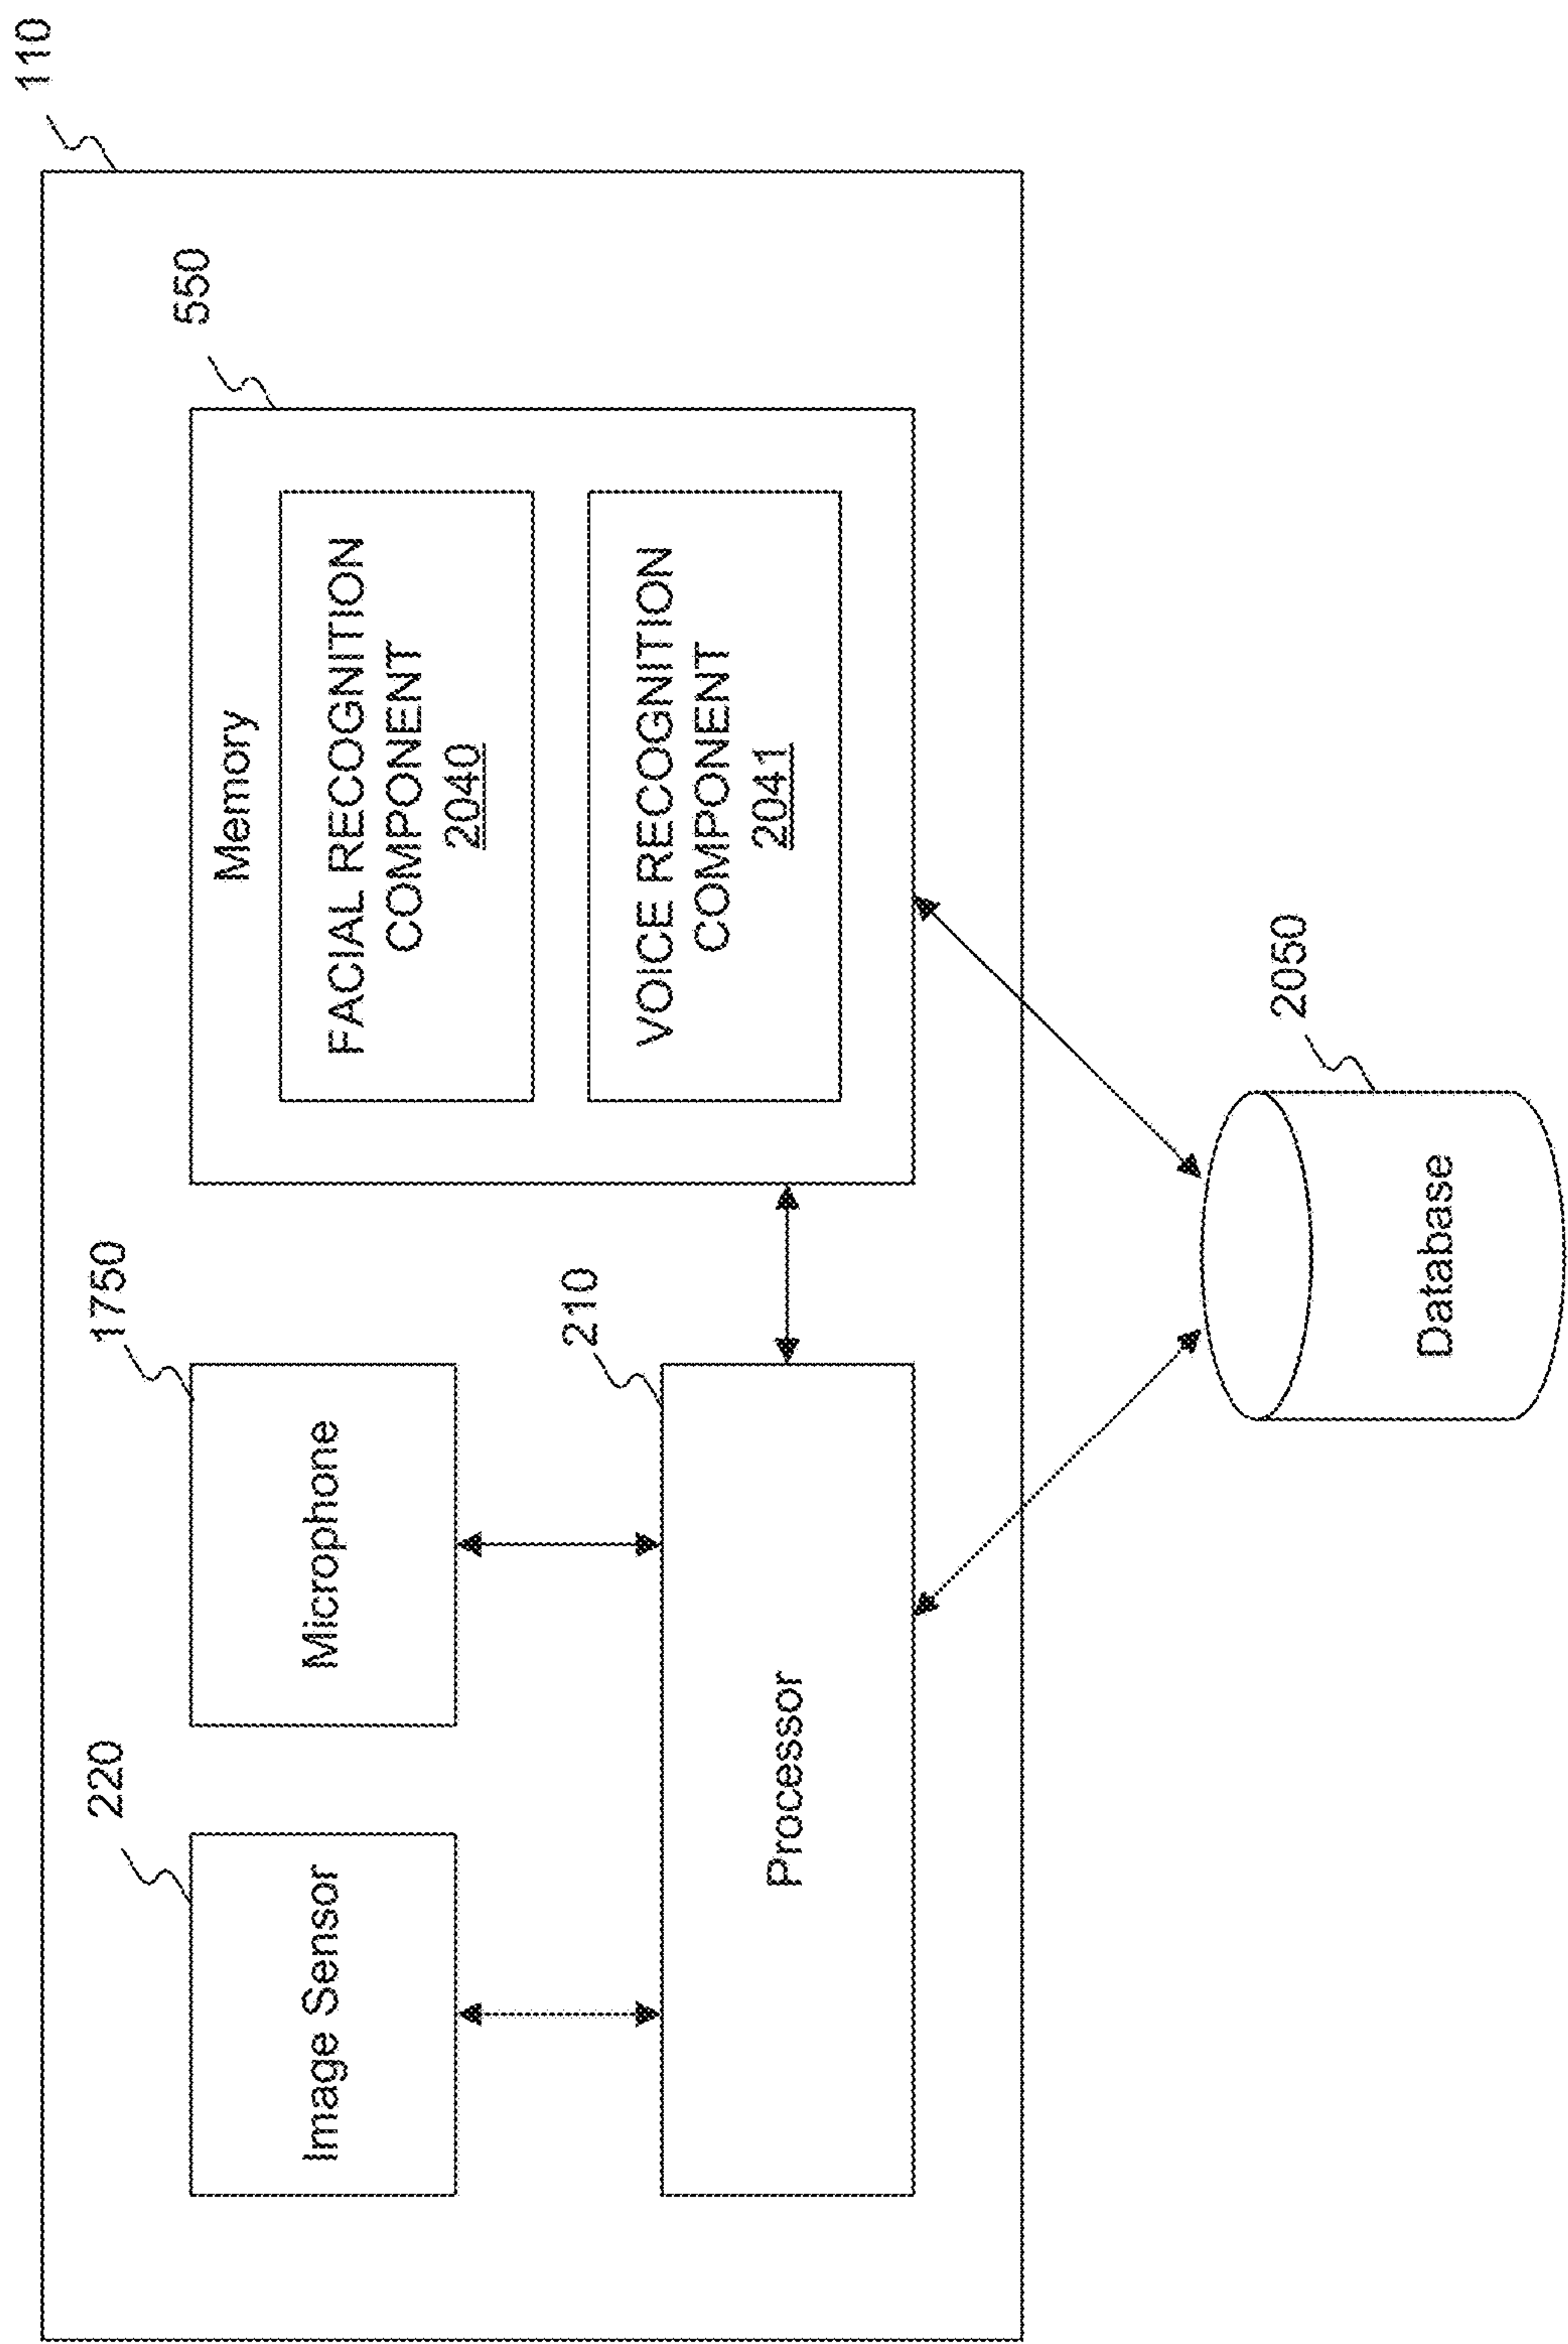 110
220
1750
550
Image Sensor
Microphone
Memory
FACIAL RECOGNITION
COMPONENT
2040
VOICE RECOGNITION
COMPONENT
2041
210
Processor
2050
Database